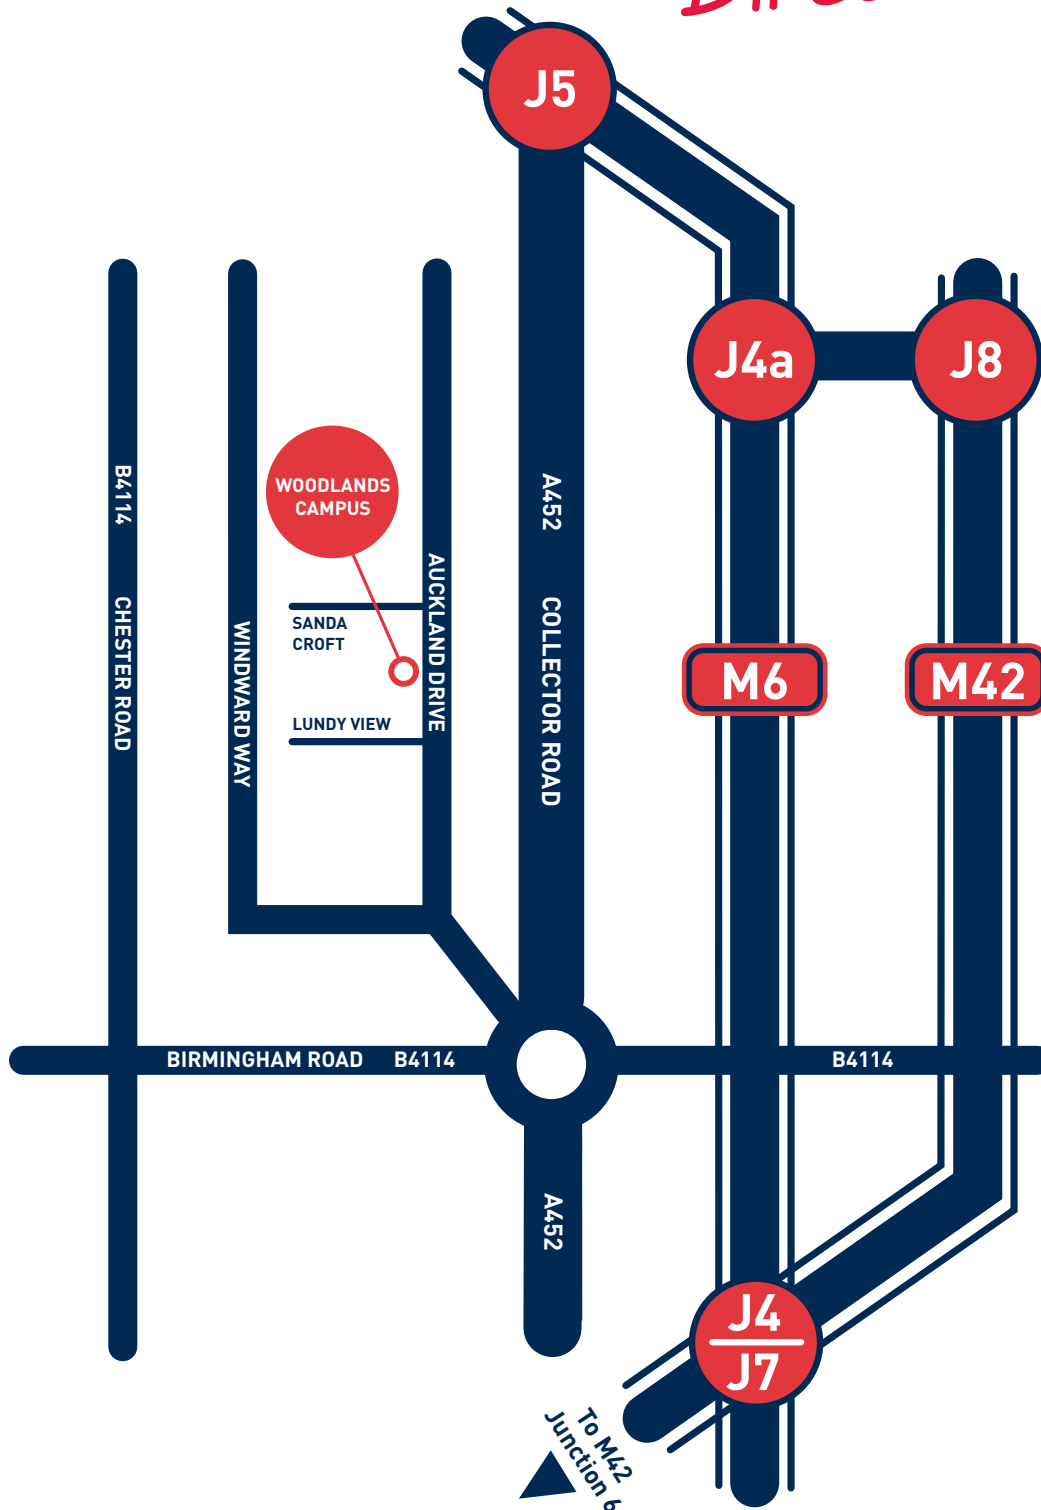 J5
J4a
J8
B4114
CHESTER ROAD
WINDWARD WAY
WOODLANDS
CAMPUS
SANDA
CROFT
LUNDY VIEW
AUCKLAND DRIVE
A452
COLLECTOR ROAD
M6
M42
BIRMINGHAM ROAD B4114
B4114
A452
J4
J7
To M42
Junction 6